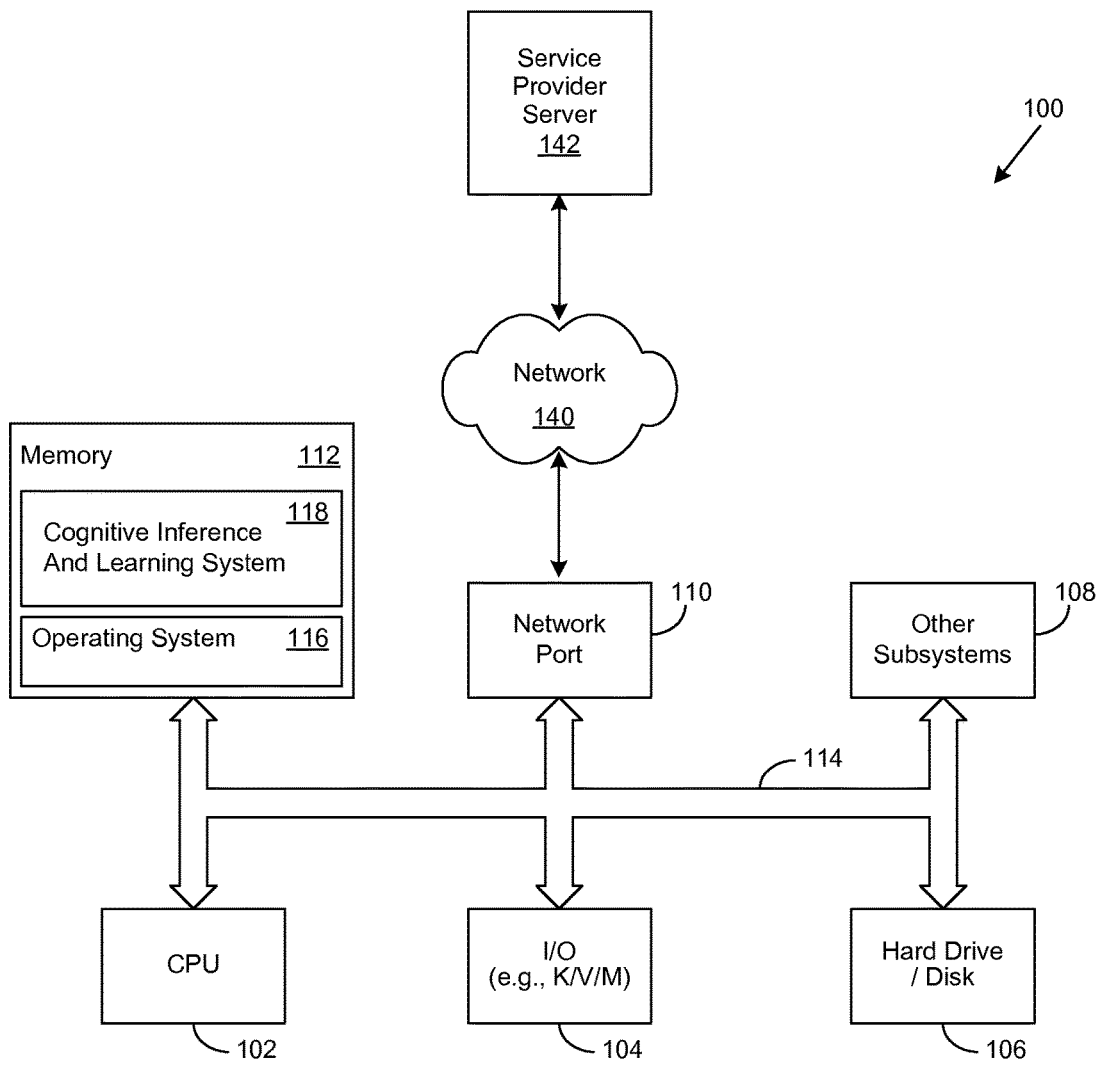 Service
Provider
Server
142
100
Network
140
Memory 112
118
Cognitive Inference
And Learning System
Operating System 116
Network
Port
110
Other
Subsystems
108
114
CPU
102
I/O
(e.g., K/V/M)
104
Hard Drive
/ Disk
106